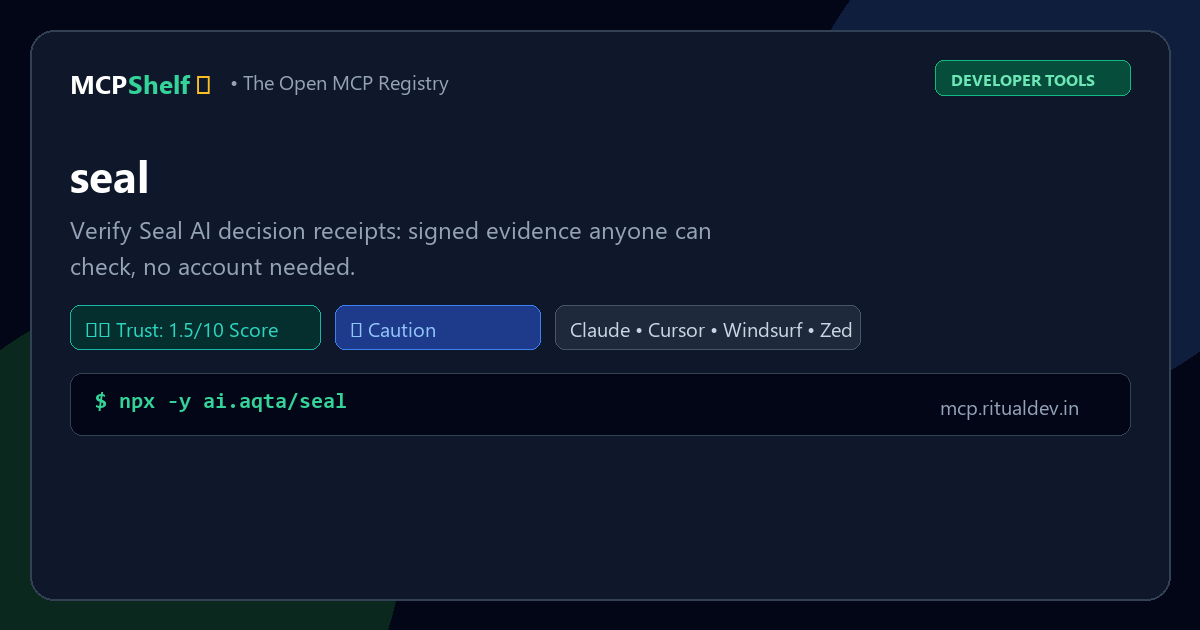 MCPShelf • The Open MCP Registry
DEVELOPER TOOLS
seal
Verify Seal AI decision receipts: signed evidence anyone can
check, no account needed.
Trust: 1.5/10 Score
Caution
Claude • Cursor • Windsurf • Zed
$ npx -y ai.aqta/seal
mcp.ritualdev.in